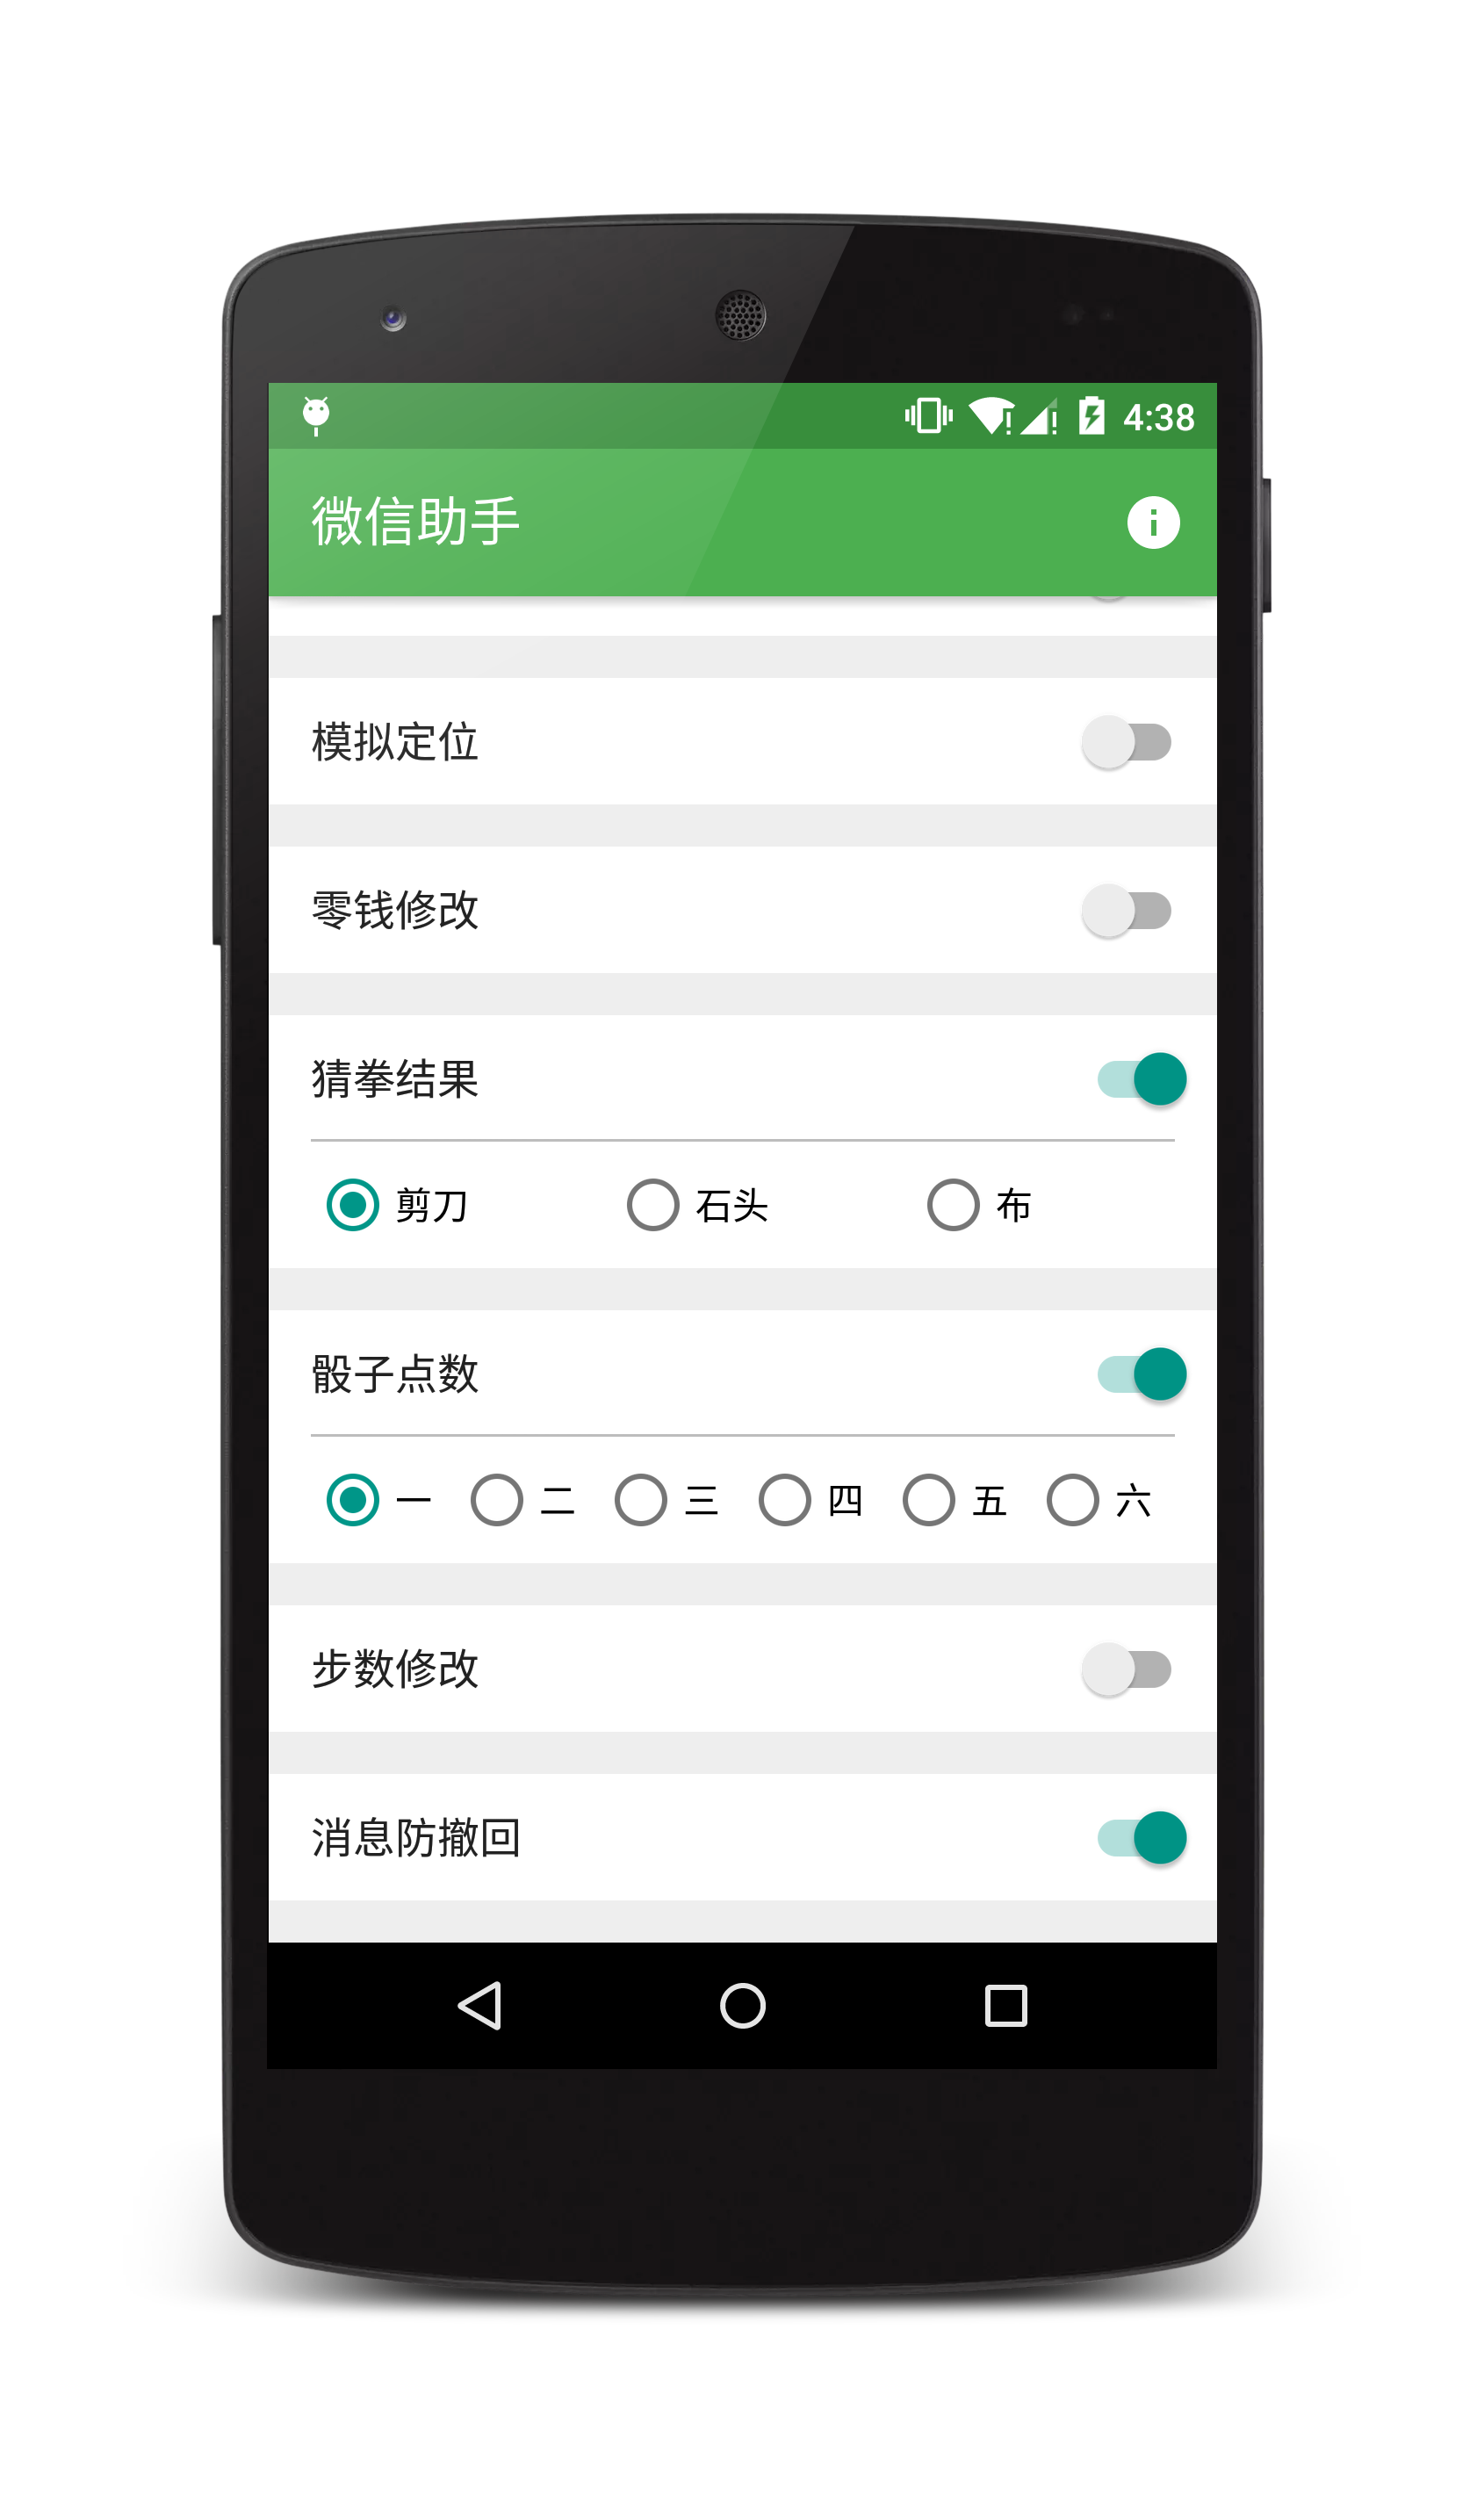 4:38
微信助手
模拟定位
零钱修改
猜拳结果
剪刀 石头 布
骰子点数
一 二 三 四 五 六
步数修改
消息防撤回